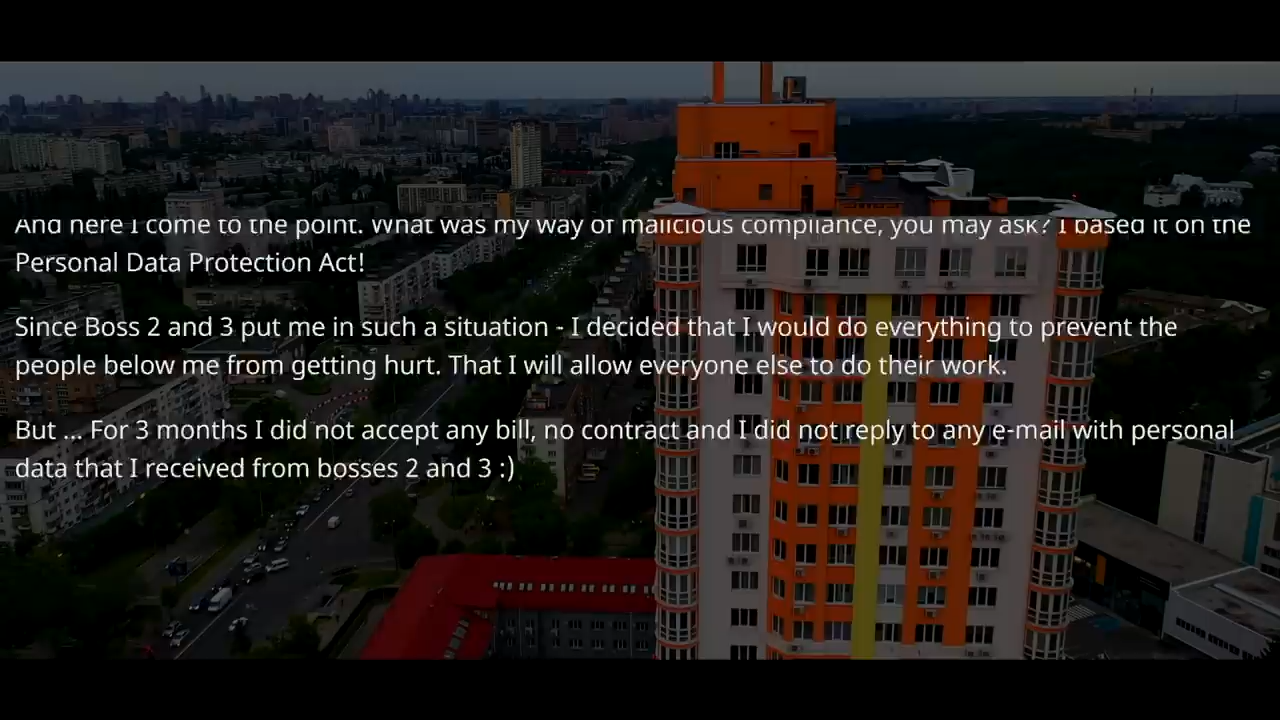 And here I come to the point. What was my way of malicious compliance, you may ask? I based it on the
Personal Data Protection Act!
Since Boss 2 and 3 put me in such a situation - I decided that I would do everything to prevent the
people below me from getting hurt. That I will allow everyone else to do their work.
But ... For 3 months I did not accept any bill, no contract and I did not reply to any e-mail with personal
data that I received from bosses 2 and 3 :)